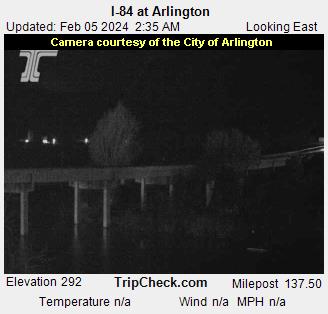 I-84 at Arlington
Updated: Feb 05 2024 2:35 AM Looking East
Camera courtesy of the City of Arlington
Elevation 292 TripCheck.com Milepost 137.50
Temperature n/a Wind n/a MPH n/a